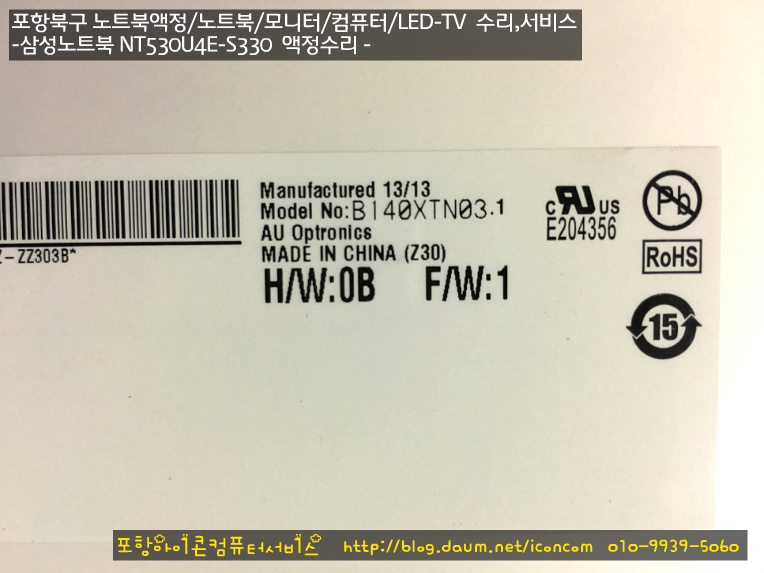 포항북구 노트북액정/노트북/모니터/컴퓨터/LED-TV 수리,서비스
-삼성노트북 NT530U4E-S330 액정수리 -
Manufactured 13/13
Model No:B140XTN03.1
AU Optronics
MADE IN CHINA (Z30)
H/W:0B F/W:1
-ZZ303B*
c RU US
E204356
Pb
RoHS
15
포항아이콘컴퓨터서비스 http://blog.daum.net/iconcom 010-9939-5060